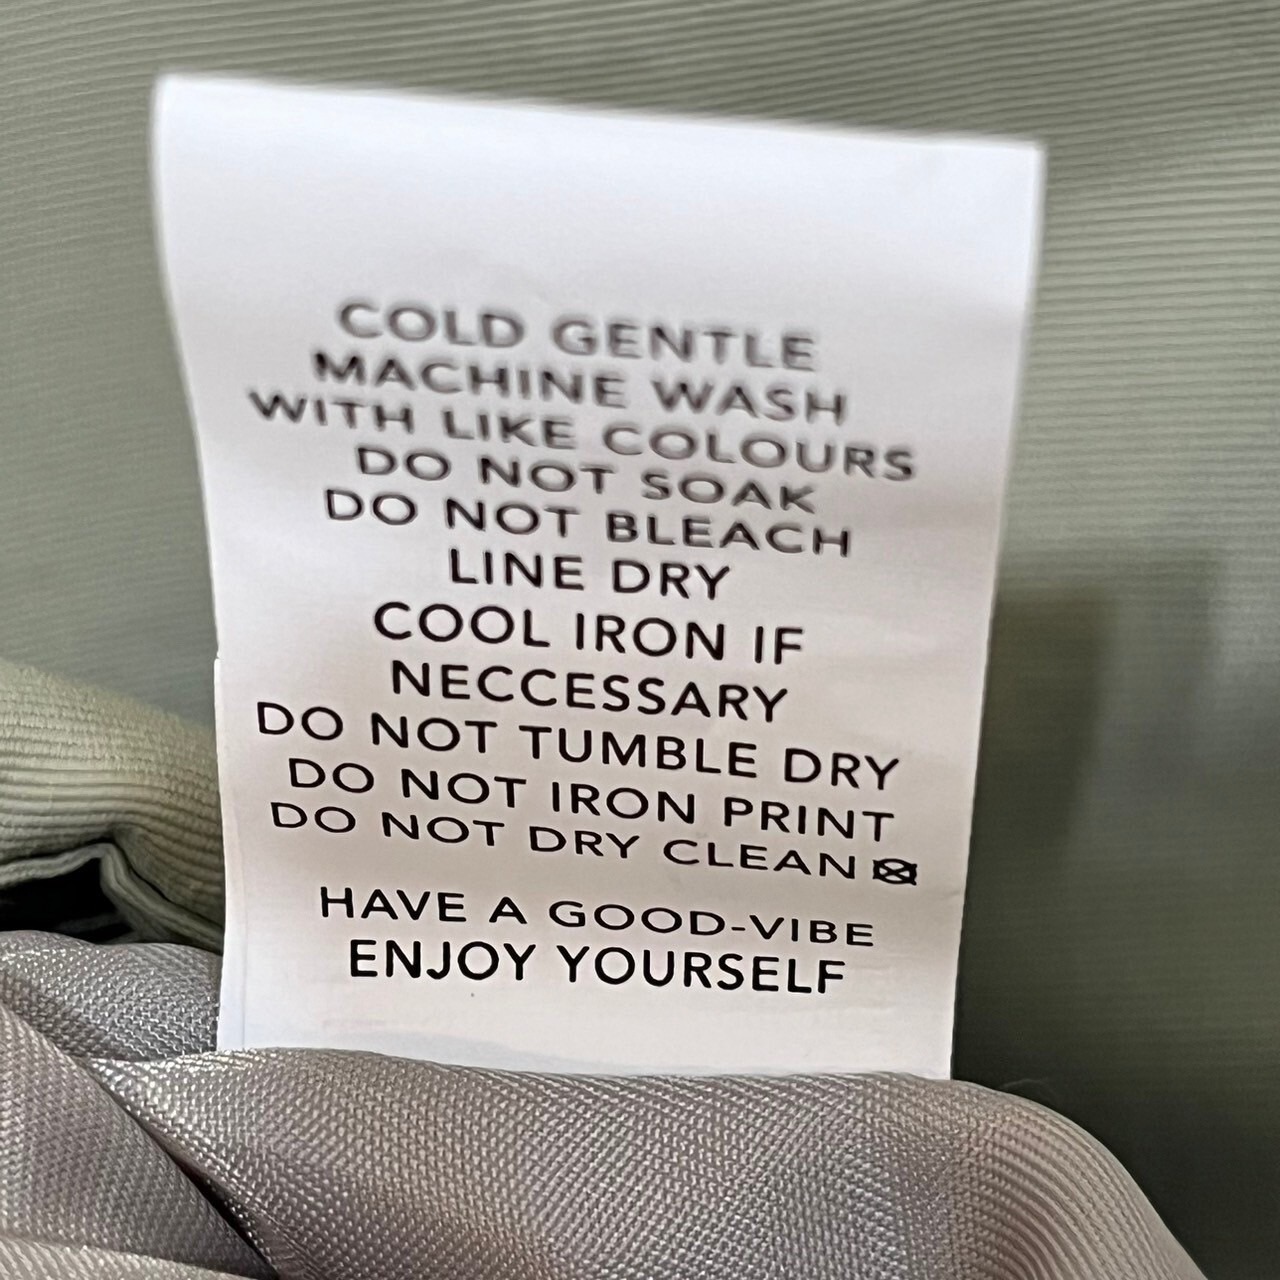 COLD GENTLE
MACHINE WASH
WITH LIKE COLOURS
DO NOT SOAK
DO NOT BLEACH
LINE DRY
COOL IRON IF
NECCESSARY
DO NOT TUMBLE DRY
DO NOT IRON PRINT
DO NOT DRY CLEAN
HAVE A GOOD-VIBE
ENJOY YOURSELF